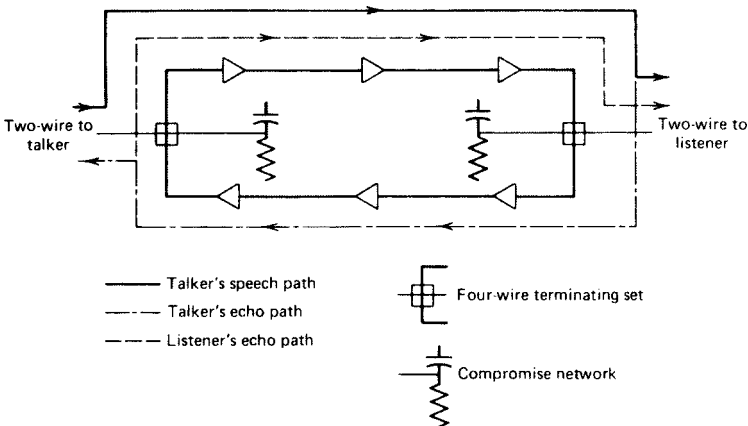 Two-wire to
talker
Two-wire to
listener
Talker's speech path
Talker's echo path
Listener's echo path
Four-wire terminating set
Compromise network